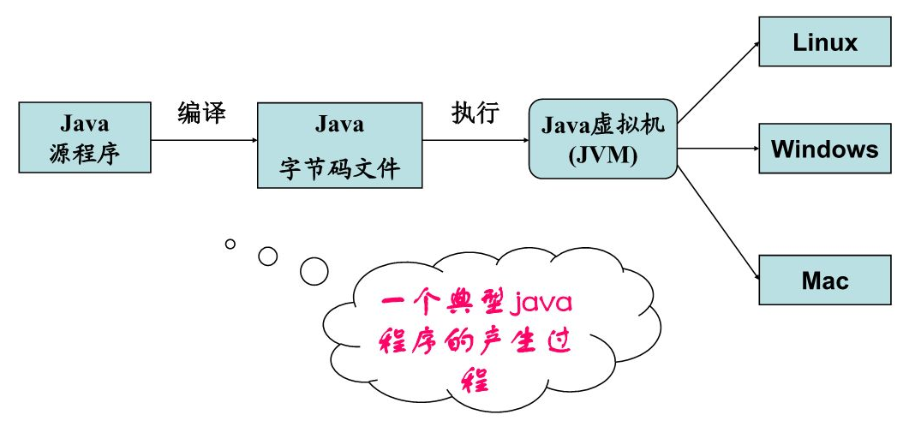 Java
源程序
编译
Java
字节码文件
执行
Java虚拟机
(JVM)
Linux
Windows
Mac
一个典型java
程序的产生过
程